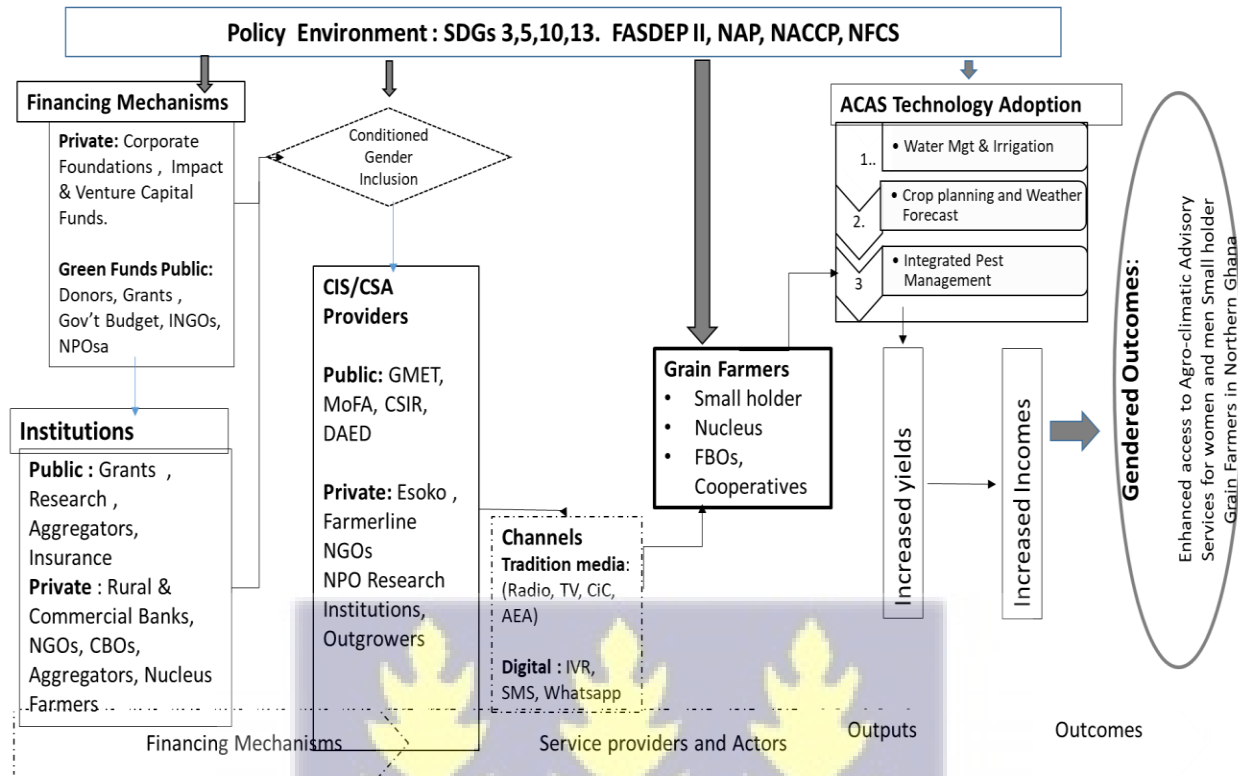 Policy Environment : SDGs 3,5,10,13. FASDEP II, NAP, NACCP, NFCS
Financing Mechanisms
Private: Corporate
Foundations , Impact
& Venture Capital
Funds.
Green Funds Public:
Donors, Grants ,
Gov't Budget, INGOs,
NPOsa
Institutions
Public : Grants ,
Research ,
Aggregators,
Insurance
Private : Rural &
Commercial Banks,
NGOs, CBOs,
Aggregators, Nucleus
Farmers
Conditioned
Gender
Inclusion
CIS/CSA
Providers
Public: GMET,
MoFA, CSIR,
DAED
Private: Esoko ,
Farmerline
NGOs
NPO Research
Institutions,
Outgrowers
Channels
Tradition media:
(Radio, TV, CiC,
AEA)
Digital : IVR,
SMS, Whatsapp
Grain Farmers
• Small holder
• Nucleus
• FBOs,
Cooperatives
ACAS Technology Adoption
1..
• Water Mgt & Irrigation
2.
• Crop planning and Weather
Forecast
3
• Integrated Pest
Management
Increased yields
Increased Incomes
Gendered Outcomes:
Enhanced access to Agro-climatic Advisory
Services for women and men Small holder
Grain Farmers in Northern Ghana
Financing Mechanisms
Service providers and Actors
Outputs
Outcomes